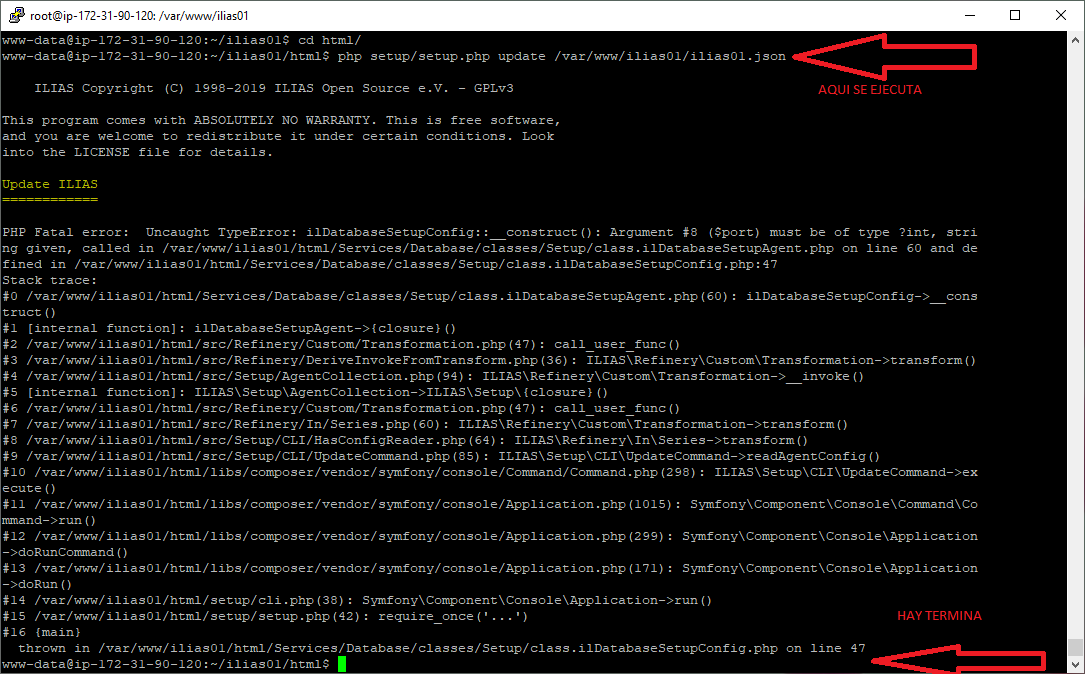 root@ip-172-31-90-120: /var/www/ilias01
www-data@ip-172-31-90-120:~/ilias01$ cd html/
www-data@ip-172-31-90-120:~/ilias01/html$ php setup/setup.php update /var/www/ilias01/ilias01.json
AQUI SE EJECUTA
ILIAS Copyright (C) 1998-2019 ILIAS Open Source e.V. - GPLv3
This program comes with ABSOLUTELY NO WARRANTY. This is free software,
and you are welcome to redistribute it under certain conditions. Look
into the LICENSE file for details.
Update ILIAS
============
PHP Fatal error:  Uncaught TypeError: ilDatabaseSetupConfig::__construct(): Argument #8 ($port) must be of type ?int, stri
ng given, called in /var/www/ilias01/html/Services/Database/classes/Setup/class.ilDatabaseSetupAgent.php on line 60 and de
fined in /var/www/ilias01/html/Services/Database/classes/Setup/class.ilDatabaseSetupConfig.php:47
Stack trace:
#0 /var/www/ilias01/html/Services/Database/classes/Setup/class.ilDatabaseSetupAgent.php(60): ilDatabaseSetupConfig->__cons
truct()
#1 [internal function]: ilDatabaseSetupAgent->{closure}()
#2 /var/www/ilias01/html/src/Refinery/Custom/Transformation.php(47): call_user_func()
#3 /var/www/ilias01/html/src/Refinery/DeriveInvokeFromTransform.php(36): ILIAS\Refinery\Custom\Transformation->transform()
#4 /var/www/ilias01/html/src/Setup/AgentCollection.php(94): ILIAS\Refinery\Custom\Transformation->__invoke()
#5 [internal function]: ILIAS\Setup\AgentCollection->ILIAS\Setup\{closure}()
#6 /var/www/ilias01/html/src/Refinery/Custom/Transformation.php(47): call_user_func()
#7 /var/www/ilias01/html/src/Refinery/In/Series.php(60): ILIAS\Refinery\Custom\Transformation->transform()
#8 /var/www/ilias01/html/src/Setup/CLI/HasConfigReader.php(64): ILIAS\Refinery\In\Series->transform()
#9 /var/www/ilias01/html/src/Setup/CLI/UpdateCommand.php(85): ILIAS\Setup\CLI\UpdateCommand->readAgentConfig()
#10 /var/www/ilias01/html/libs/composer/vendor/symfony/console/Command/Command.php(298): ILIAS\Setup\CLI\UpdateCommand->ex
ecute()
#11 /var/www/ilias01/html/libs/composer/vendor/symfony/console/Application.php(1015): Symfony\Component\Console\Command\Co
mmand->run()
#12 /var/www/ilias01/html/libs/composer/vendor/symfony/console/Application.php(299): Symfony\Component\Console\Application
->doRunCommand()
#13 /var/www/ilias01/html/libs/composer/vendor/symfony/console/Application.php(171): Symfony\Component\Console\Application
->doRun()
#14 /var/www/ilias01/html/setup/cli.php(38): Symfony\Component\Console\Application->run()
#15 /var/www/ilias01/html/setup/setup.php(42): require_once('...')
HAY TERMINA
#16 {main}
  thrown in /var/www/ilias01/html/Services/Database/classes/Setup/class.ilDatabaseSetupConfig.php on line 47
www-data@ip-172-31-90-120:~/ilias01/html$